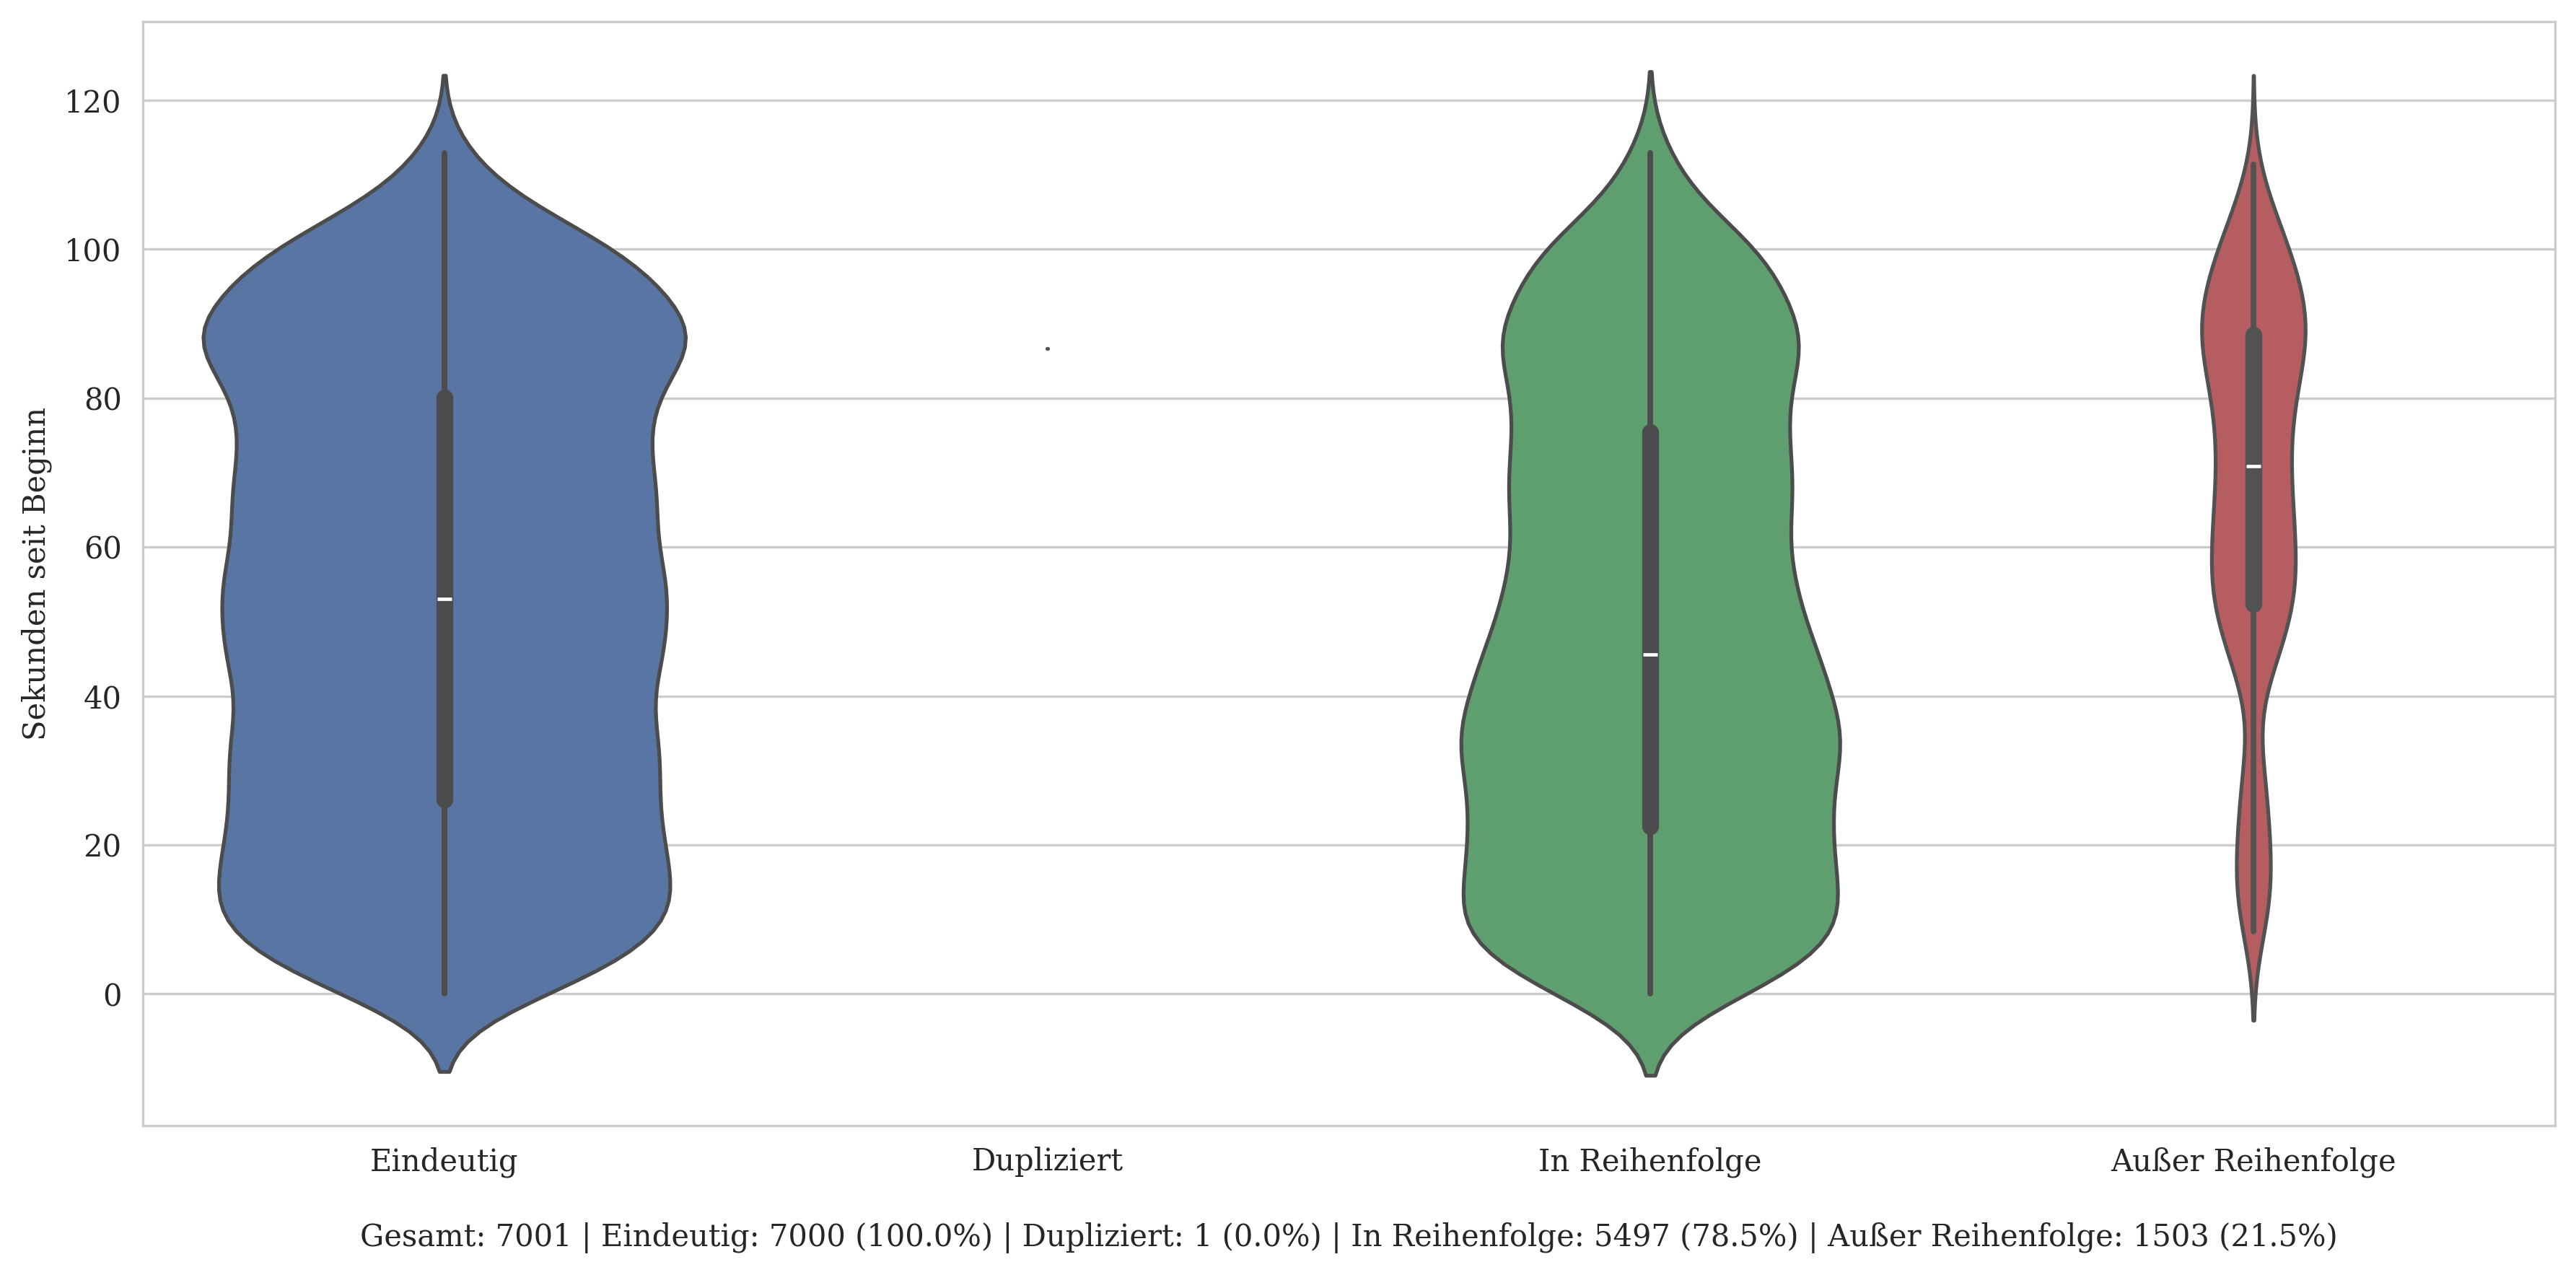 Sekunden seit Beginn
120
100
80
60
40
20
0
Eindeutig
Dupliziert
In Reihenfolge
Außer Reihenfolge
Gesamt: 7001 | Eindeutig: 7000 (100.0%) | Dupliziert: 1 (0.0%) | In Reihenfolge: 5497 (78.5%) | Außer Reihenfolge: 1503 (21.5%)